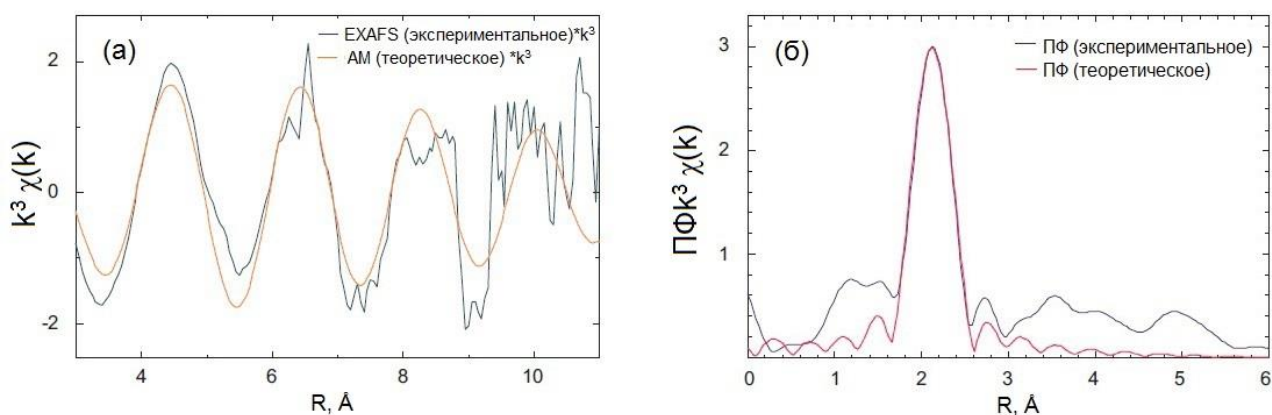 (а)
EXAFS (экспериментальное)*k³
АМ (теоретическое) *k³
k³ χ(k)
2
0
-2
4
6
8
10
R, Å
(б)
ПФ (экспериментальное)
ПФ (теоретическое)
ПФk³ χ(k)
3
2
1
0
1
2
3
4
5
6
R, Å